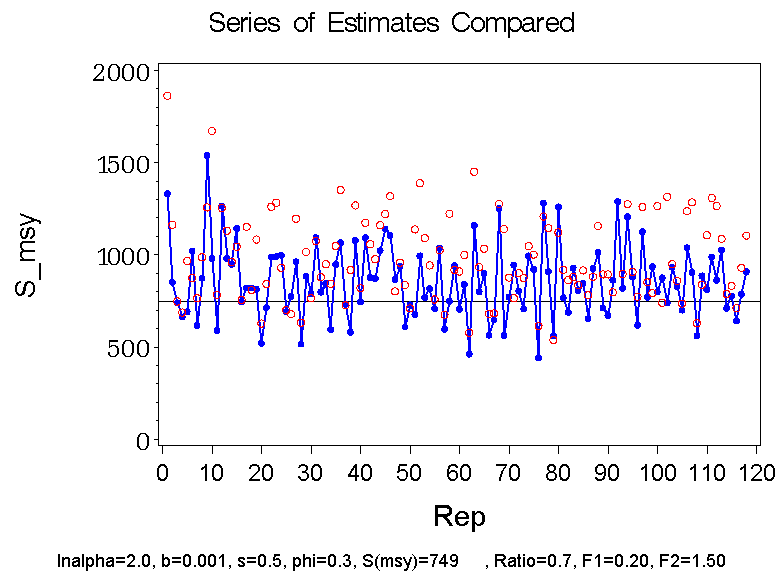 Series of Estimates Compared
S_msy
2000
1500
1000
500
0
0 10 20 30 40 50 60 70 80 90 100 110 120
Rep
lnalpha=2.0, b=0.001, s=0.5, phi=0.3, S(msy)=749 , Ratio=0.7, F1=0.20, F2=1.50